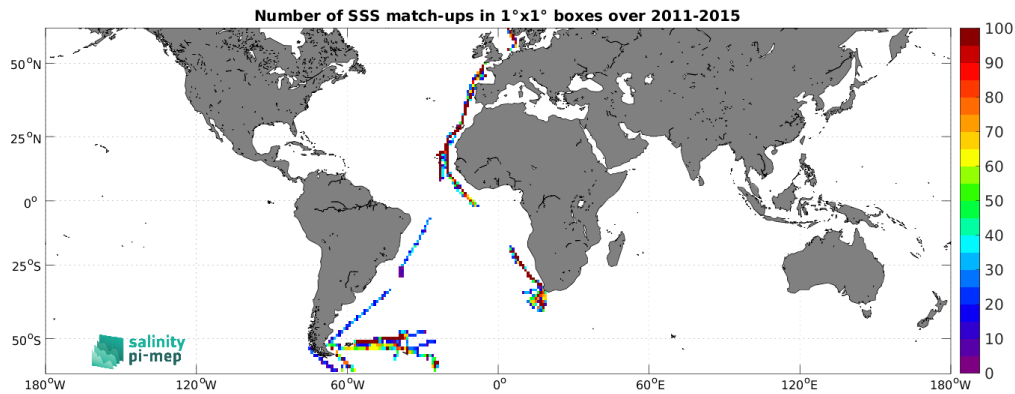 Number of SSS match-ups in 1°x1° boxes over 2011-2015
50°N
25°N
0°
25°S
50°S
180°W
120°W
60°W
0°
60°E
120°E
180°W
100
90
80
70
60
50
40
30
20
10
0
salinity
pi-mep